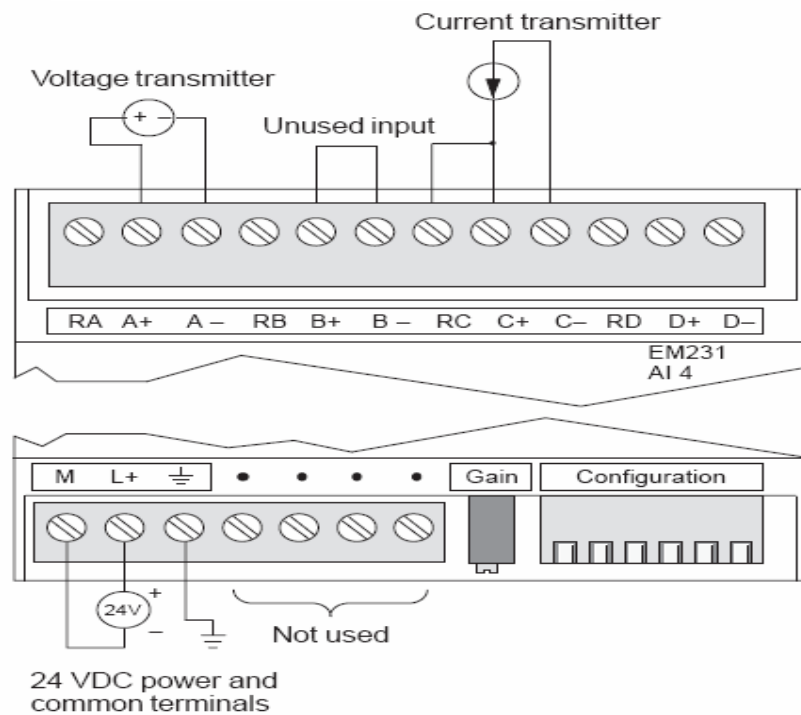 Current transmitter
Voltage transmitter
+ –
Unused input
RA A+ A – RB B+ B – RC C+ C– RD D+ D–
EM231
AI 4
M L+ • • • • Gain Configuration
24V + –
Not used
24 VDC power and
common terminals